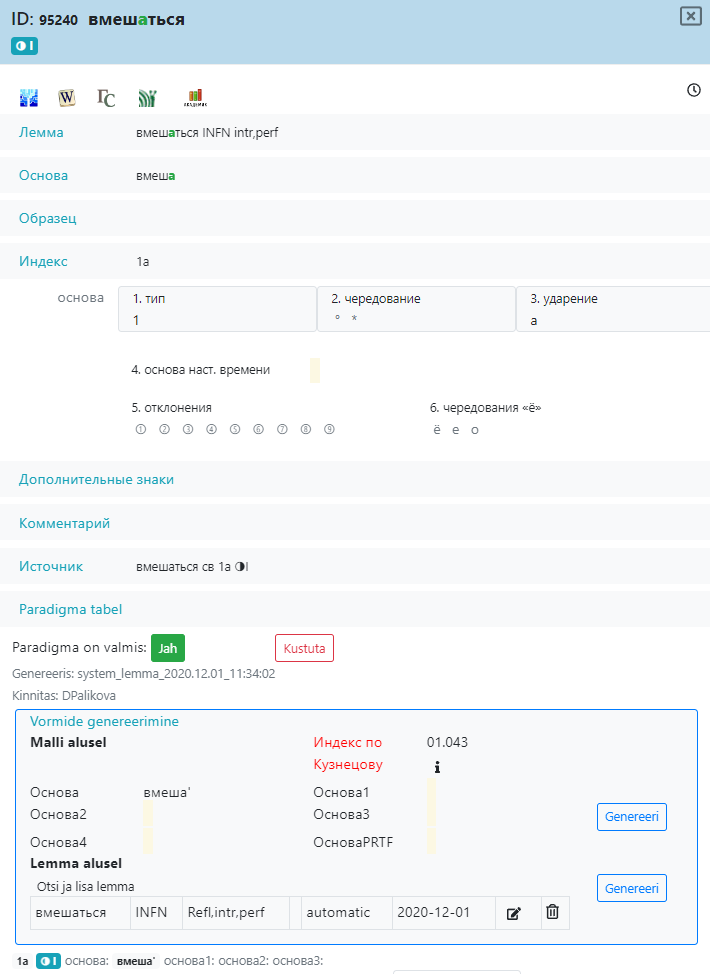 ID: 95240 вмешаться
◑ I
W ГС АКАДЕМИК
Лемма вмешаться INFN intr,perf
Основа вмеша
Образец
Индекс 1a
основа 1. тип 2. чередование 3. ударение
1 ° * a
4. основа наст. времени
5. отклонения 6. чередования «ё»
① ② ③ ④ ⑤ ⑥ ⑦ ⑧ ⑨ ё е о
Дополнительные знаки
Комментарий
Источник вмешаться св 1a ◑I
Paradigma tabel
Paradigma on valmis: Jah Kustuta
Genereeris: system_lemma_2020.12.01_11:34:02
Kinnitas: DPalikova
Vormide genereerimine
Malli alusel Индекс по 01.043
Кузнецову
Основа вмеша' Основа1
Основа2 Основа3 Genereeri
Основа4 ОсноваPRTF
Lemma alusel
Otsi ja lisa lemma Genereeri
вмешаться INFN Refl,intr,perf automatic 2020-12-01
1a ◑ I основа: вмеша' основа1: основа2: основа3: